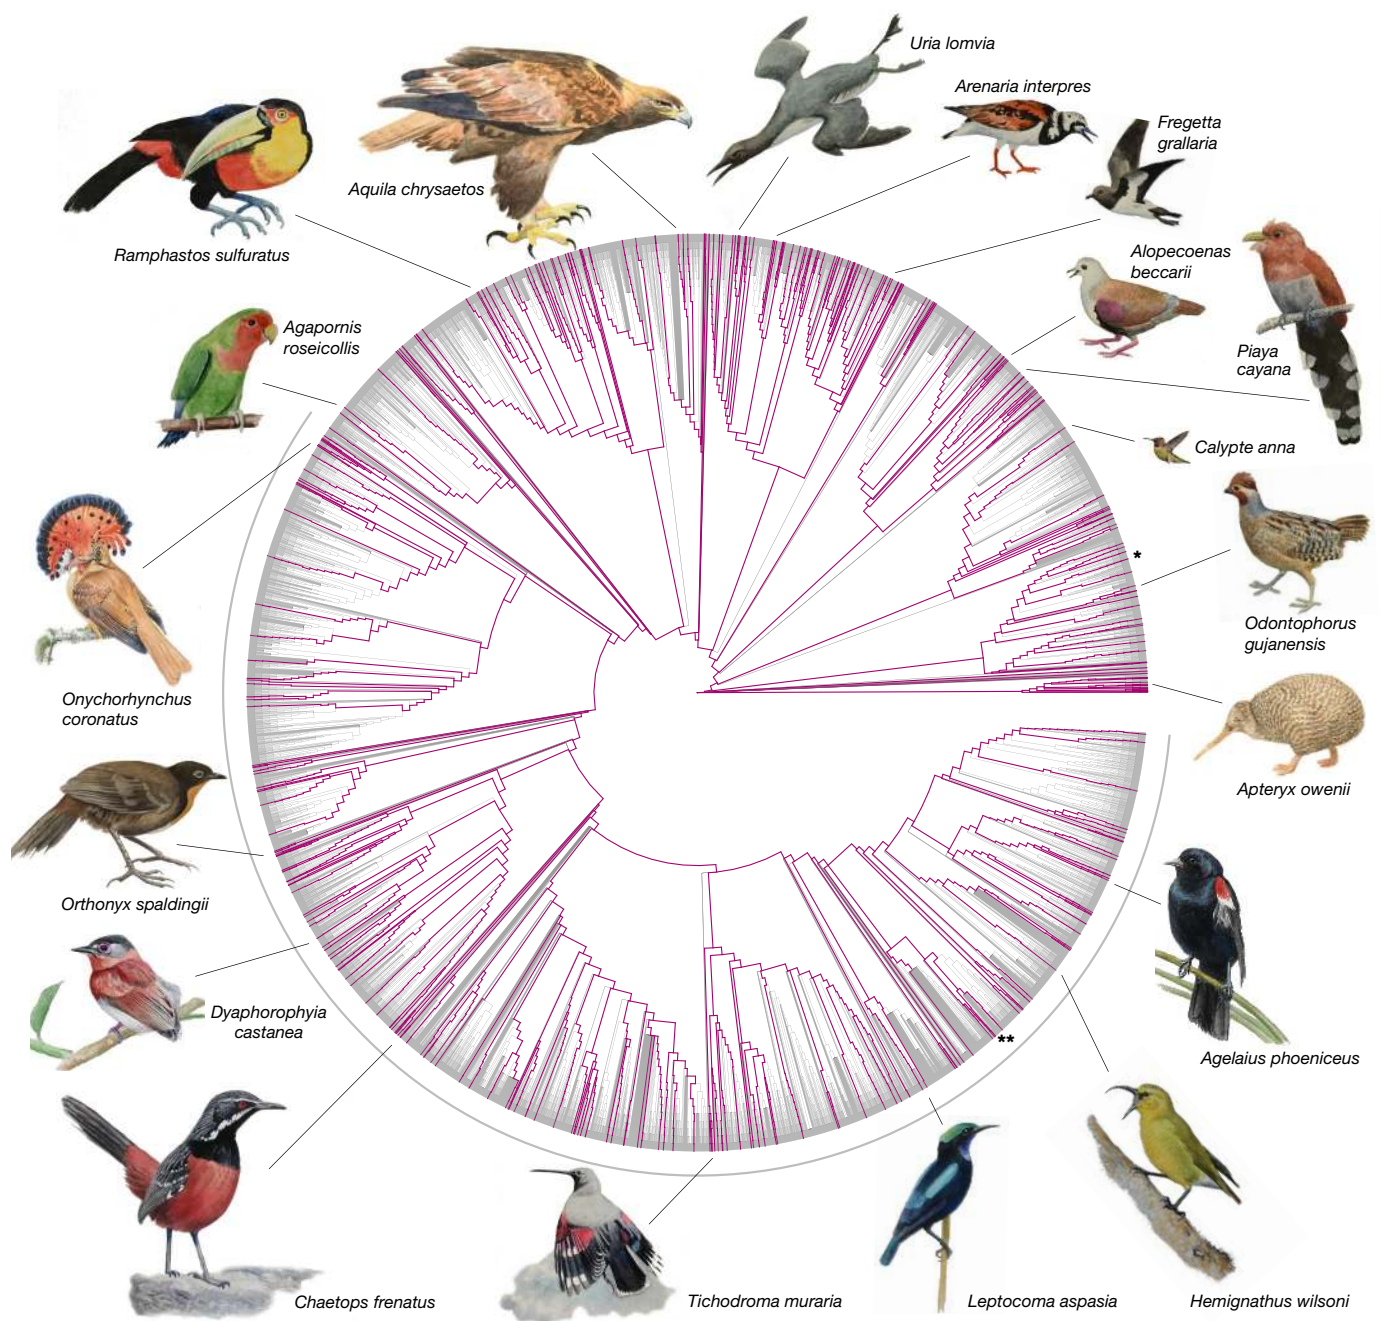 Uria lomvia
Arenaria interpres
Fregetta
grallaria
Aquila chrysaetos
Ramphastos sulfuratus
Alopecoenas
beccarii
Agapornis
roseicollis
Piaya
cayana
Calypte anna
*
Odontophorus
gujanensis
Onychorhynchus
coronatus
Apteryx owenii
Orthonyx spaldingii
Dyaphorophyia
castanea
**
Agelaius phoeniceus
Chaetops frenatus
Tichodroma muraria
Leptocoma aspasia
Hemignathus wilsoni